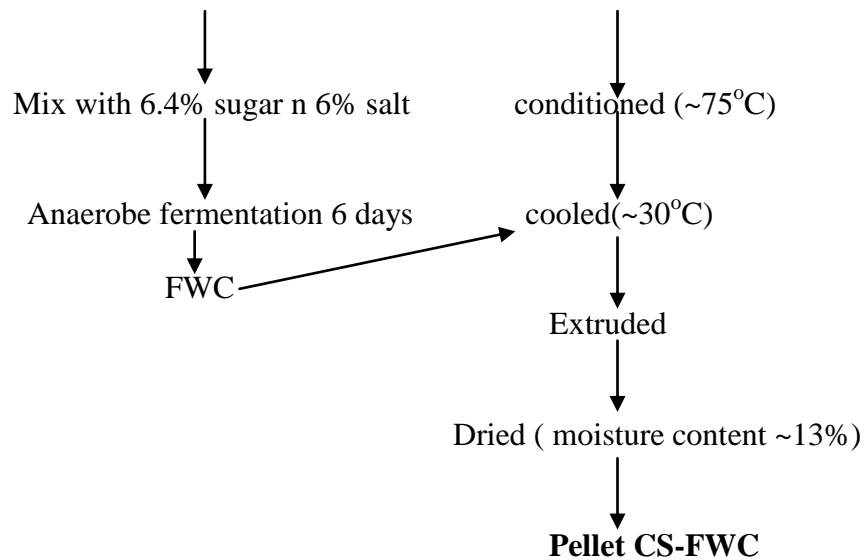 Mix with 6.4% sugar n 6% salt
conditioned (~75°C)
Anaerobe fermentation 6 days
cooled(~30°C)
FWC
Extruded
Dried ( moisture content ~13%)
Pellet CS-FWC